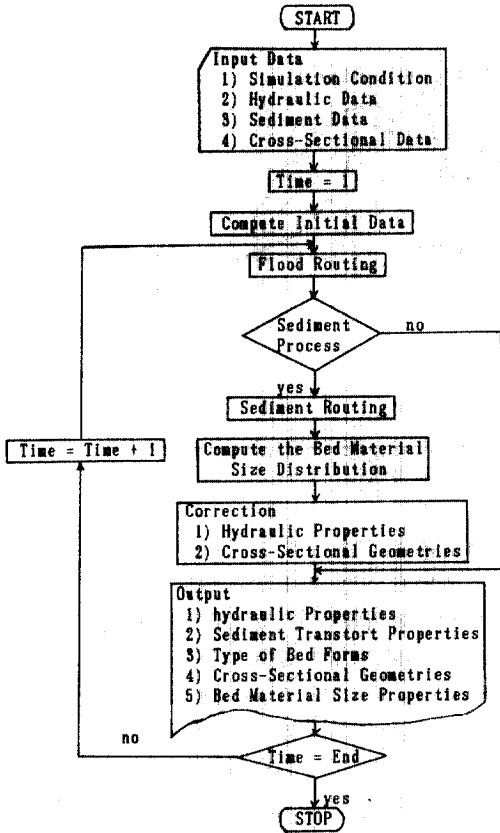 START
Input Data
1) Simulation Condition
2) Hydraulic Data
3) Sediment Data
4) Cross-Sectional Data
Time = 1
Compute Initial Data
Flood Routing
Sediment
Process
no
yes
Sediment Routing
Time = Time + 1
Compute the Bed Material
Size Distribution
Correction
1) Hydraulic Properties
2) Cross-Sectional Geometries
Output
1) hydraulic Properties
2) Sediment Transtort Properties
3) Type of Bed Forms
4) Cross-Sectional Geometries
5) Bed Material Size Properties
no
Time = End
yes
STOP